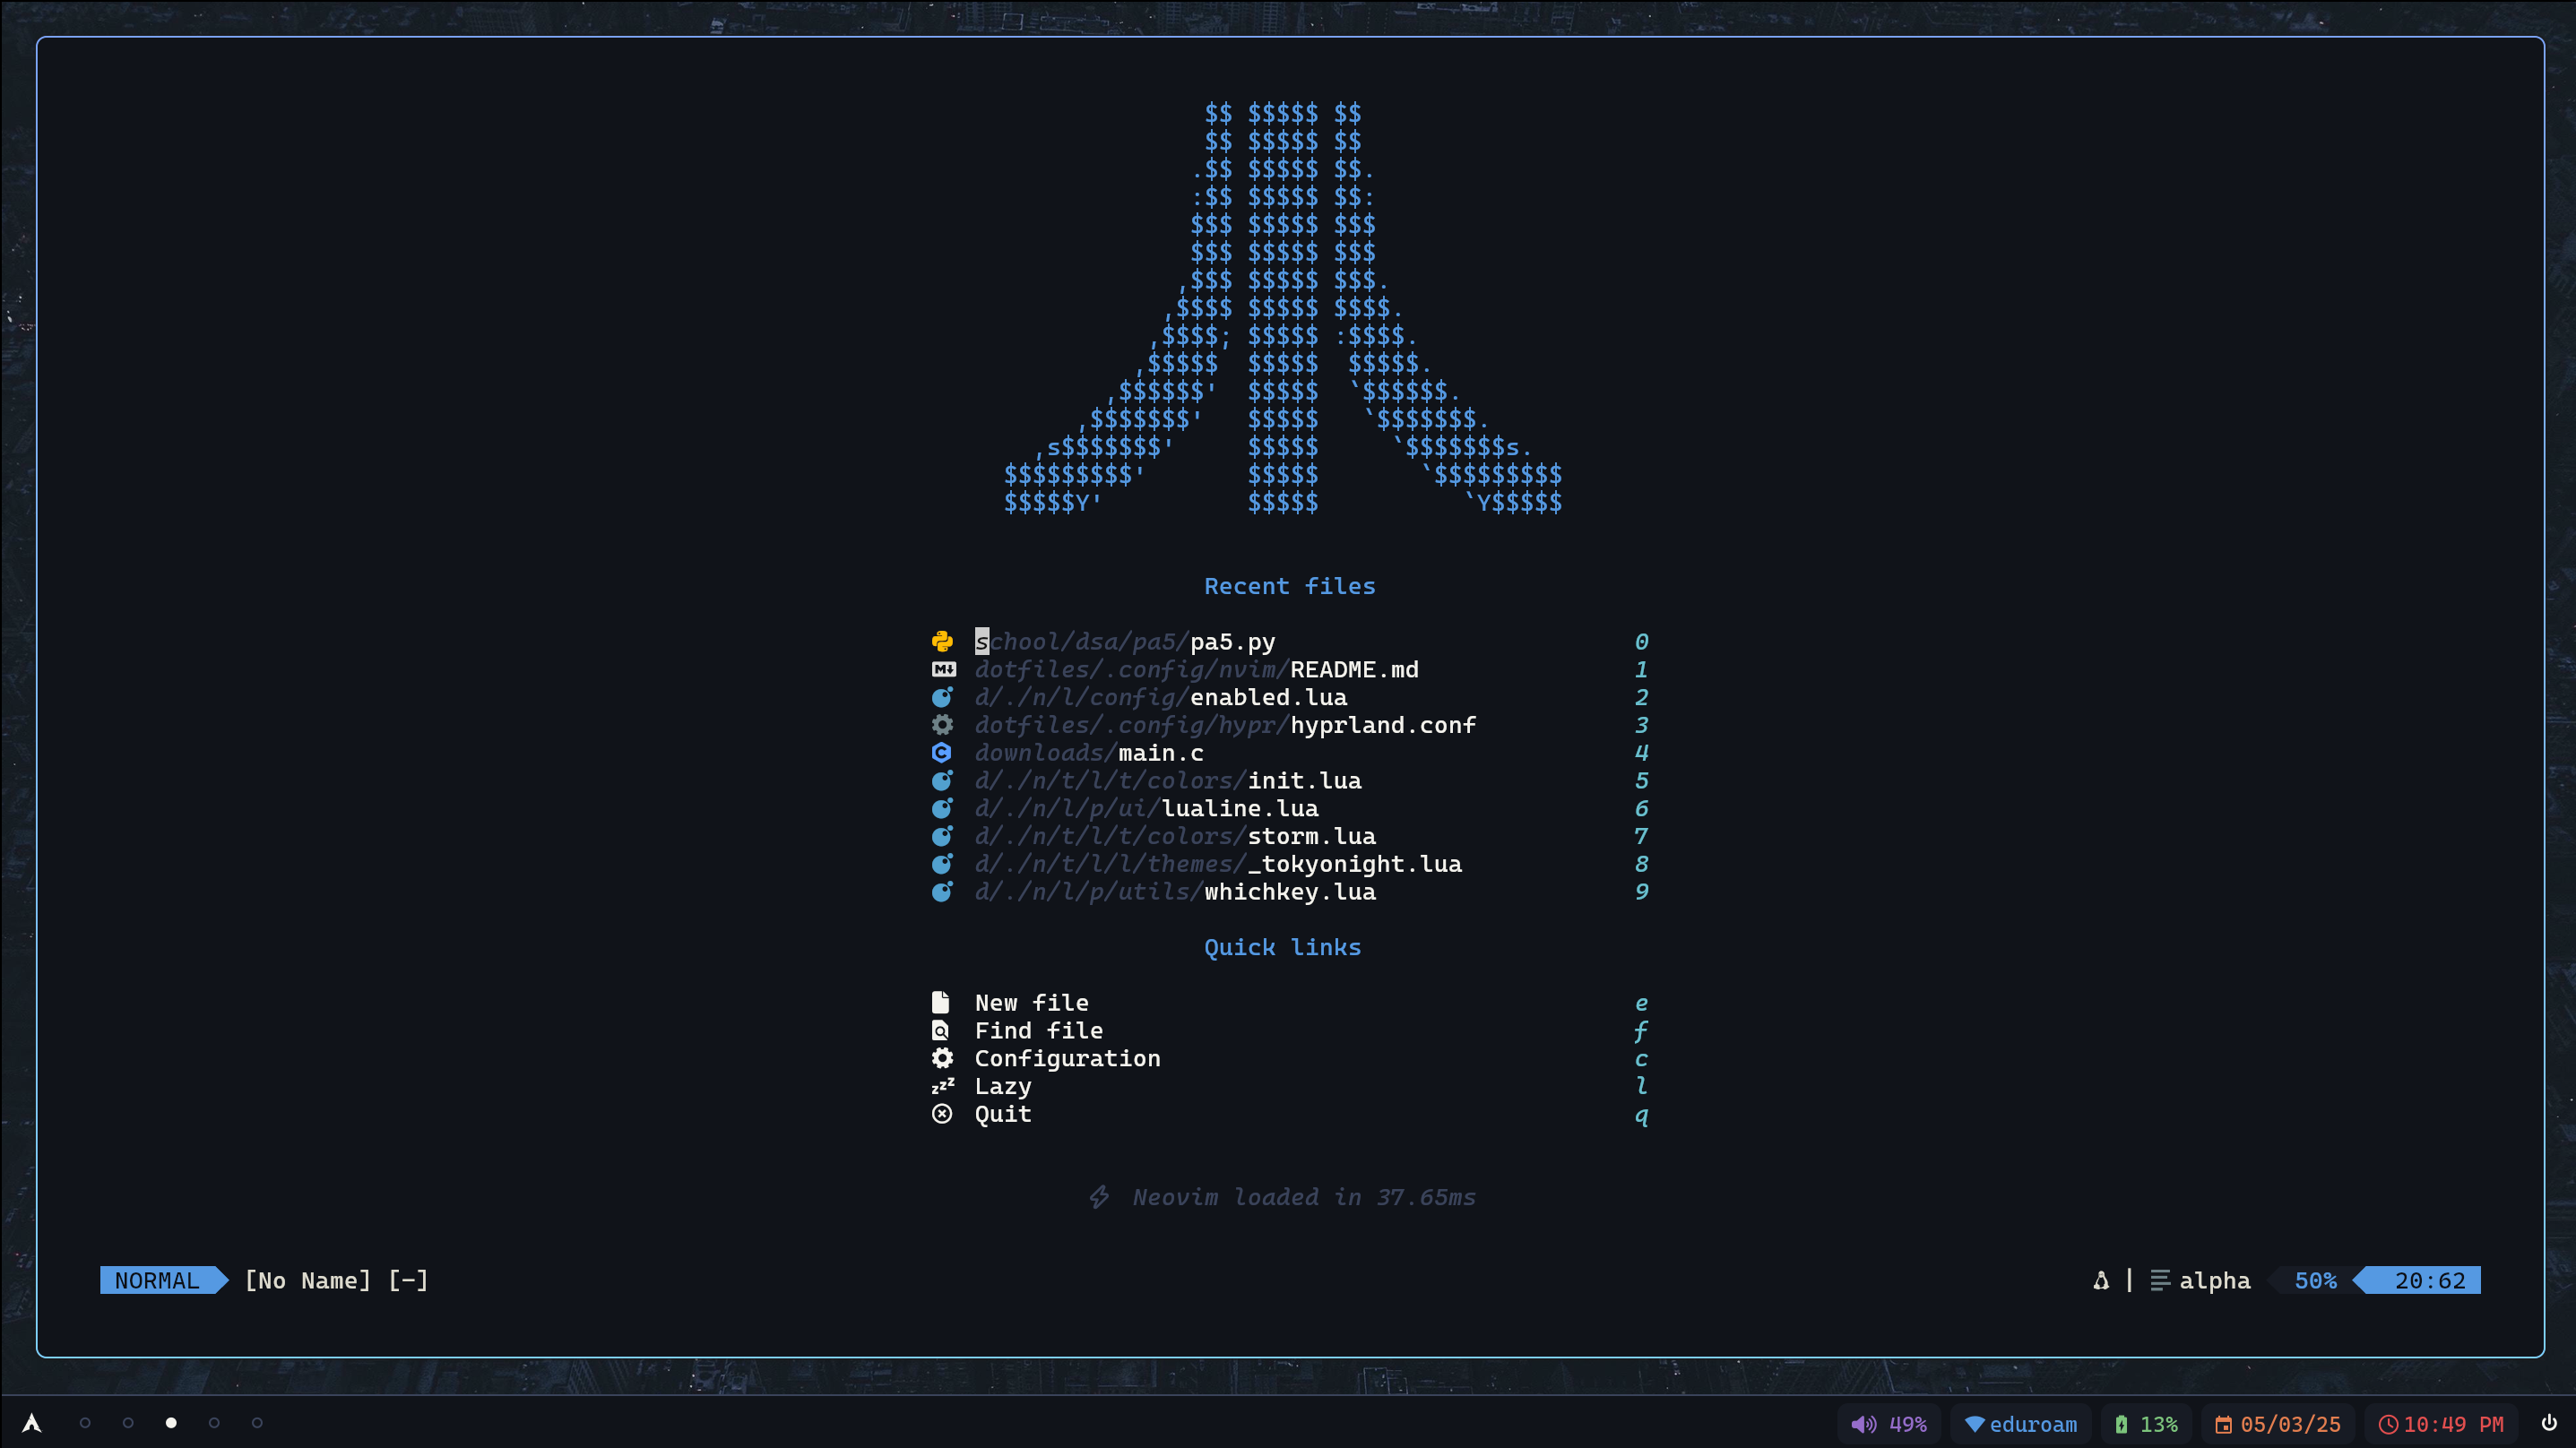 $$ $$$$$ $$
$$ $$$$$ $$
.$$ $$$$$ $$.
:$$ $$$$$ $$:
$$$ $$$$$ $$$
$$$ $$$$$ $$$
,$$$ $$$$$ $$$.
,$$$$ $$$$$ $$$$.
,$$$$; $$$$$ :$$$$.
,$$$$$ $$$$$ $$$$$.
,$$$$$$' $$$$$ `$$$$$$.
,$$$$$$$' $$$$$ `$$$$$$$.
,s$$$$$$$' $$$$$ `$$$$$$$s.
$$$$$$$$$' $$$$$ `$$$$$$$$$
$$$$$Y' $$$$$ `Y$$$$$
Recent files
school/dsa/pa5/pa5.py 0
dotfiles/.config/nvim/README.md 1
d/./n/l/config/enabled.lua 2
dotfiles/.config/hypr/hyprland.conf 3
downloads/main.c 4
d/./n/t/l/t/colors/init.lua 5
d/./n/l/p/ui/lualine.lua 6
d/./n/t/l/t/colors/storm.lua 7
d/./n/t/l/l/themes/_tokyonight.lua 8
d/./n/l/p/utils/whichkey.lua 9
Quick links
New file e
Find file f
Configuration c
Lazy l
Quit q
Neovim loaded in 37.65ms
NORMAL [No Name] [-] | alpha 50% 20:62
49% eduroam 13% 05/03/25 10:49 PM